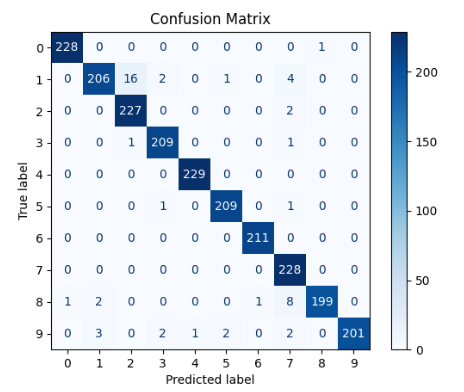 Confusion Matrix
0 228 0 0 0 0 0 0 0 1 0
1 0 206 16 2 0 1 0 4 0 0
2 0 0 227 0 0 0 0 2 0 0
3 0 0 1 209 0 0 0 1 0 0
4 0 0 0 0 229 0 0 0 0 0
5 0 0 0 1 0 209 0 1 0 0
6 0 0 0 0 0 0 211 0 0 0
7 0 0 0 0 0 0 0 228 0 0
8 1 2 0 0 0 0 1 8 199 0
9 0 3 0 2 1 2 0 2 0 201
0 1 2 3 4 5 6 7 8 9
Predicted label
True label
200
150
100
50
0